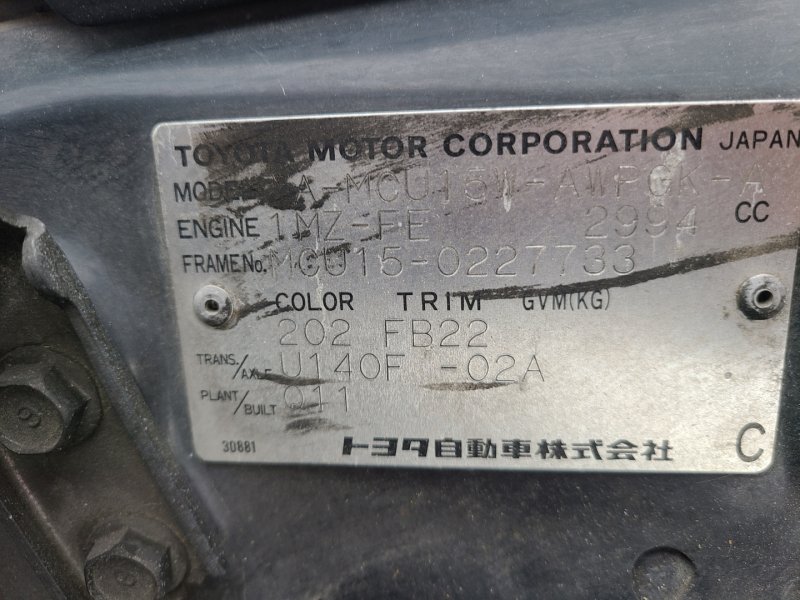 TOYOTA MOTOR CORPORATION JAPAN
MODEL A-MCU15W-AWPGK-A
ENGINE 1MZ-FE 2994 CC
FRAME No. MCU15-0227733
COLOR TRIM GVM(KG)
202 FB22
TRANS./AXLE U140F -02A
PLANT/BUILT 011
30881 トヨタ自動車株式会社 C
8